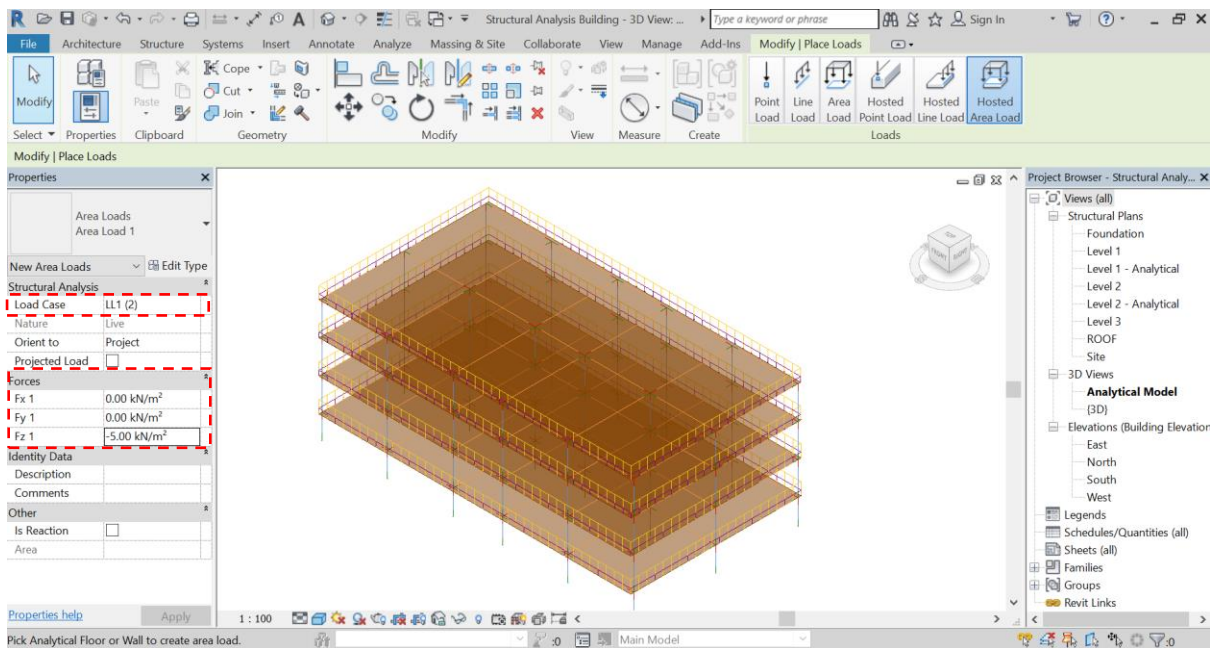 Structural Analysis Building - 3D View: ...
Type a keyword or phrase
Sign In
File Architecture Structure Systems Insert Annotate Analyze Massing & Site Collaborate View Manage Add-Ins Modify | Place Loads
Modify
Paste
Cope
Cut
Join
Point Load
Line Load
Area Load
Hosted Point Load
Hosted Line Load
Hosted Area Load
Select Properties Clipboard Geometry Modify View Measure Create Loads
Modify | Place Loads
Properties
Area Loads
Area Load 1
New Area Loads Edit Type
Structural Analysis
Load Case LL1 (2)
Nature Live
Orient to Project
Projected Load
Forces
Fx 1 0.00 kN/m²
Fy 1 0.00 kN/m²
Fz 1 -5.00 kN/m²
Identity Data
Description
Comments
Other
Is Reaction
Area
Properties help Apply
TOP
FRONT
RIGHT
Project Browser - Structural Analy...
Views (all)
Structural Plans
Foundation
Level 1
Level 1 - Analytical
Level 2
Level 2 - Analytical
Level 3
ROOF
Site
3D Views
Analytical Model
{3D}
Elevations (Building Elevation
East
North
South
West
Legends
Schedules/Quantities (all)
Sheets (all)
Families
Groups
Revit Links
1 : 100
Pick Analytical Floor or Wall to create area load.
:0
Main Model
:0